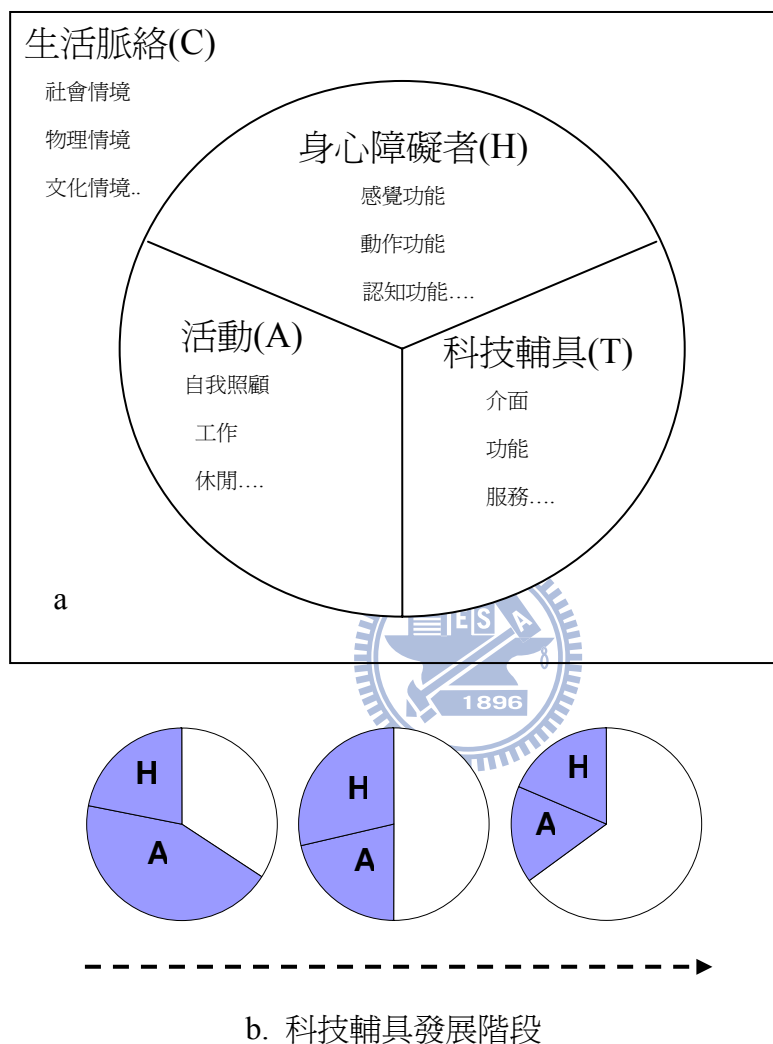 生活脈絡(C)
社會情境
物理情境
文化情境..
身心障礙者(H)
感覺功能
動作功能
認知功能....
活動(A)
自我照顧
工作
休閒....
科技輔具(T)
介面
功能
服務....
a
ESA
1896
H
A
H
A
H
A
b. 科技輔具發展階段